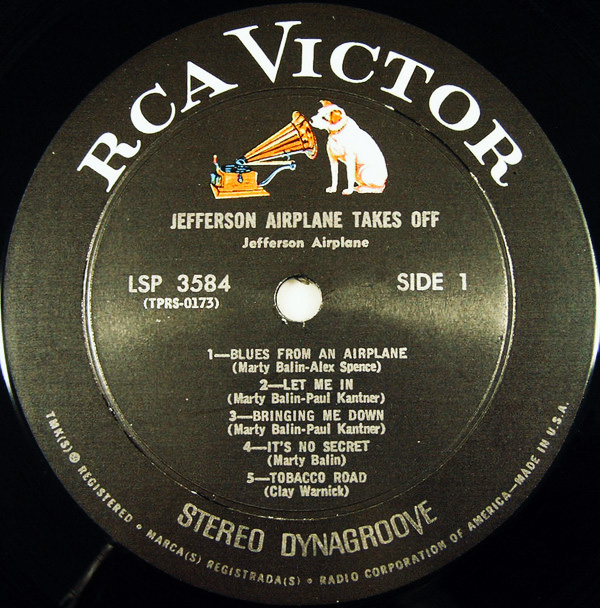 RCA VICTOR
JEFFERSON AIRPLANE TAKES OFF
Jefferson Airplane
LSP 3584
(TPRS-0173)
SIDE 1
1—BLUES FROM AN AIRPLANE
(Marty Balin-Alex Spence)
2—LET ME IN
(Marty Balin-Paul Kantner)
3—BRINGING ME DOWN
(Marty Balin-Paul Kantner)
4—IT'S NO SECRET
(Marty Balin)
5—TOBACCO ROAD
(Clay Warnick)
STEREO DYNAGROOVE
TMK(S) ® REGISTERED • MARCA(S) REGISTRADA(S) • RADIO CORPORATION OF AMERICA—MADE IN U.S.A.